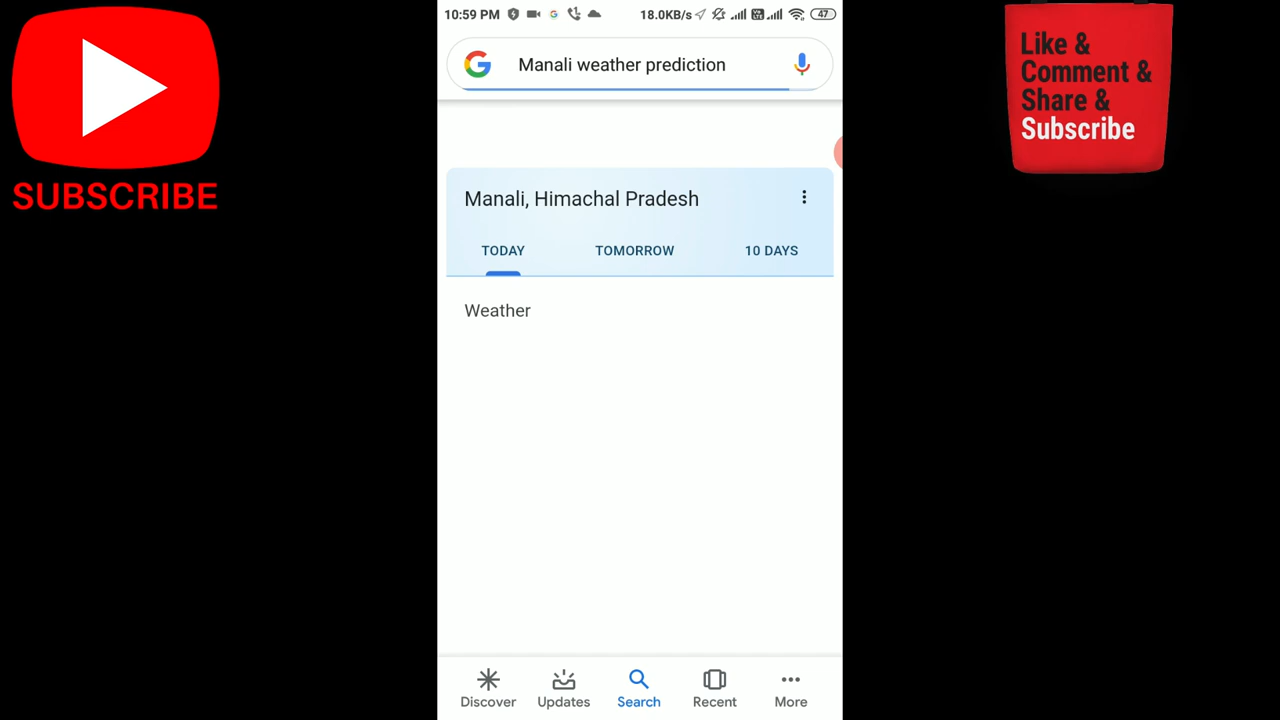 SUBSCRIBE
10:59 PM
18.0KB/s
47
Manali weather prediction
Manali, Himachal Pradesh
TODAY
TOMORROW
10 DAYS
Weather
Discover
Updates
Search
Recent
More
Like &
Comment &
Share &
Subscribe